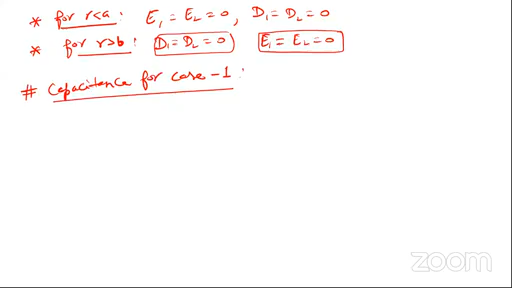 * for r<a : E₁ = E₂ = 0, D₁ = D₂ = 0
* for r>b : D₁ = D₂ = 0 E₁ = E₂ = 0
# Capacitance for case - 1 :
zoom